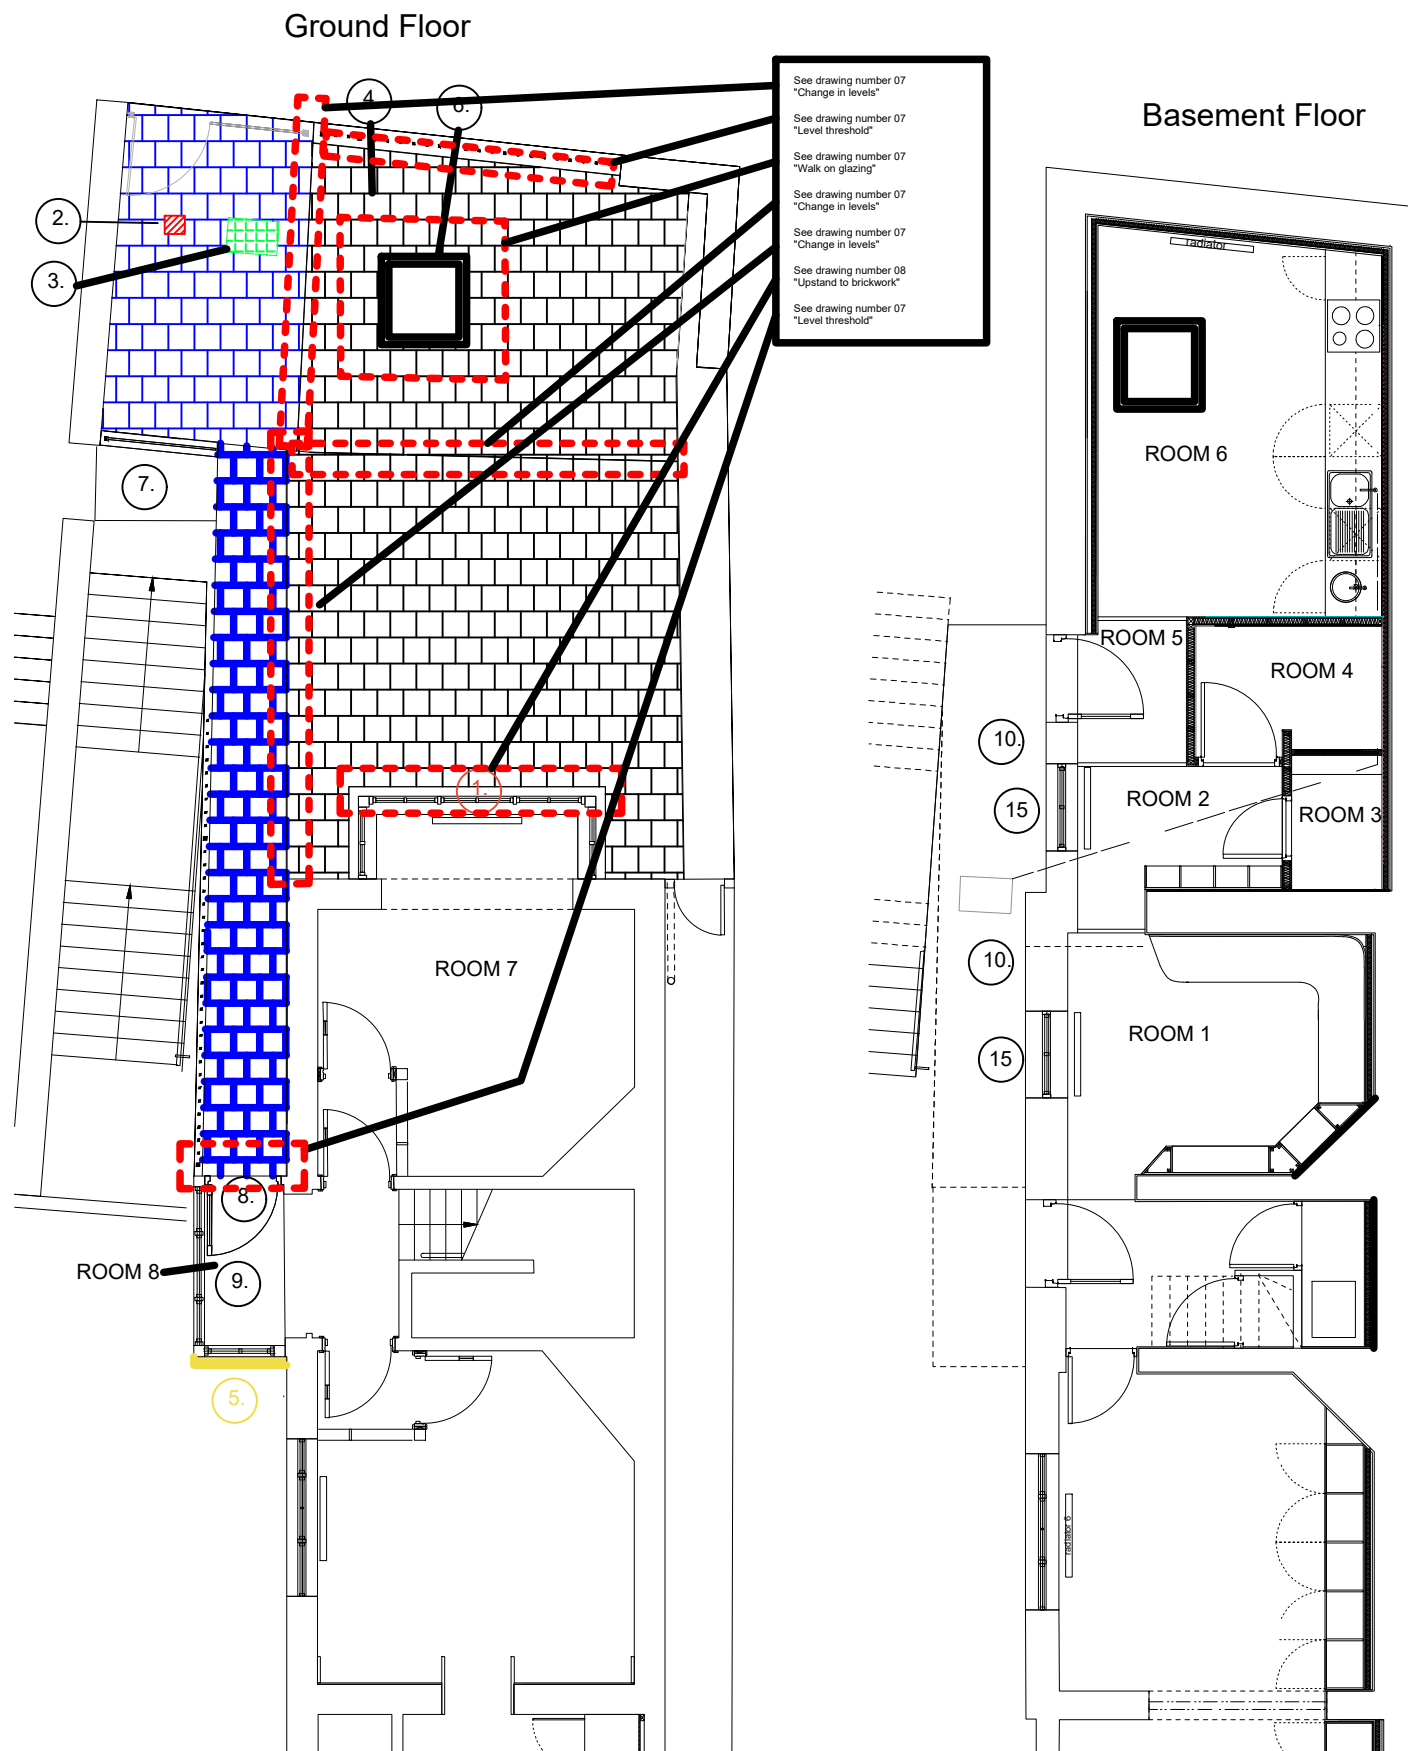 Ground Floor
Basement Floor
See drawing number 07
"Change in levels"
See drawing number 07
"Level threshold"
See drawing number 07
"Walk on glazing"
See drawing number 07
"Change in levels"
See drawing number 07
"Change in levels"
See drawing number 08
"Upstand to brickwork"
See drawing number 07
"Level threshold"
4.
6.
2.
3.
7.
1.
ROOM 7
8.
ROOM 8
9.
5.
radiator
ROOM 6
ROOM 5
ROOM 4
10.
ROOM 2
15
ROOM 3
10.
ROOM 1
15
radiator 6